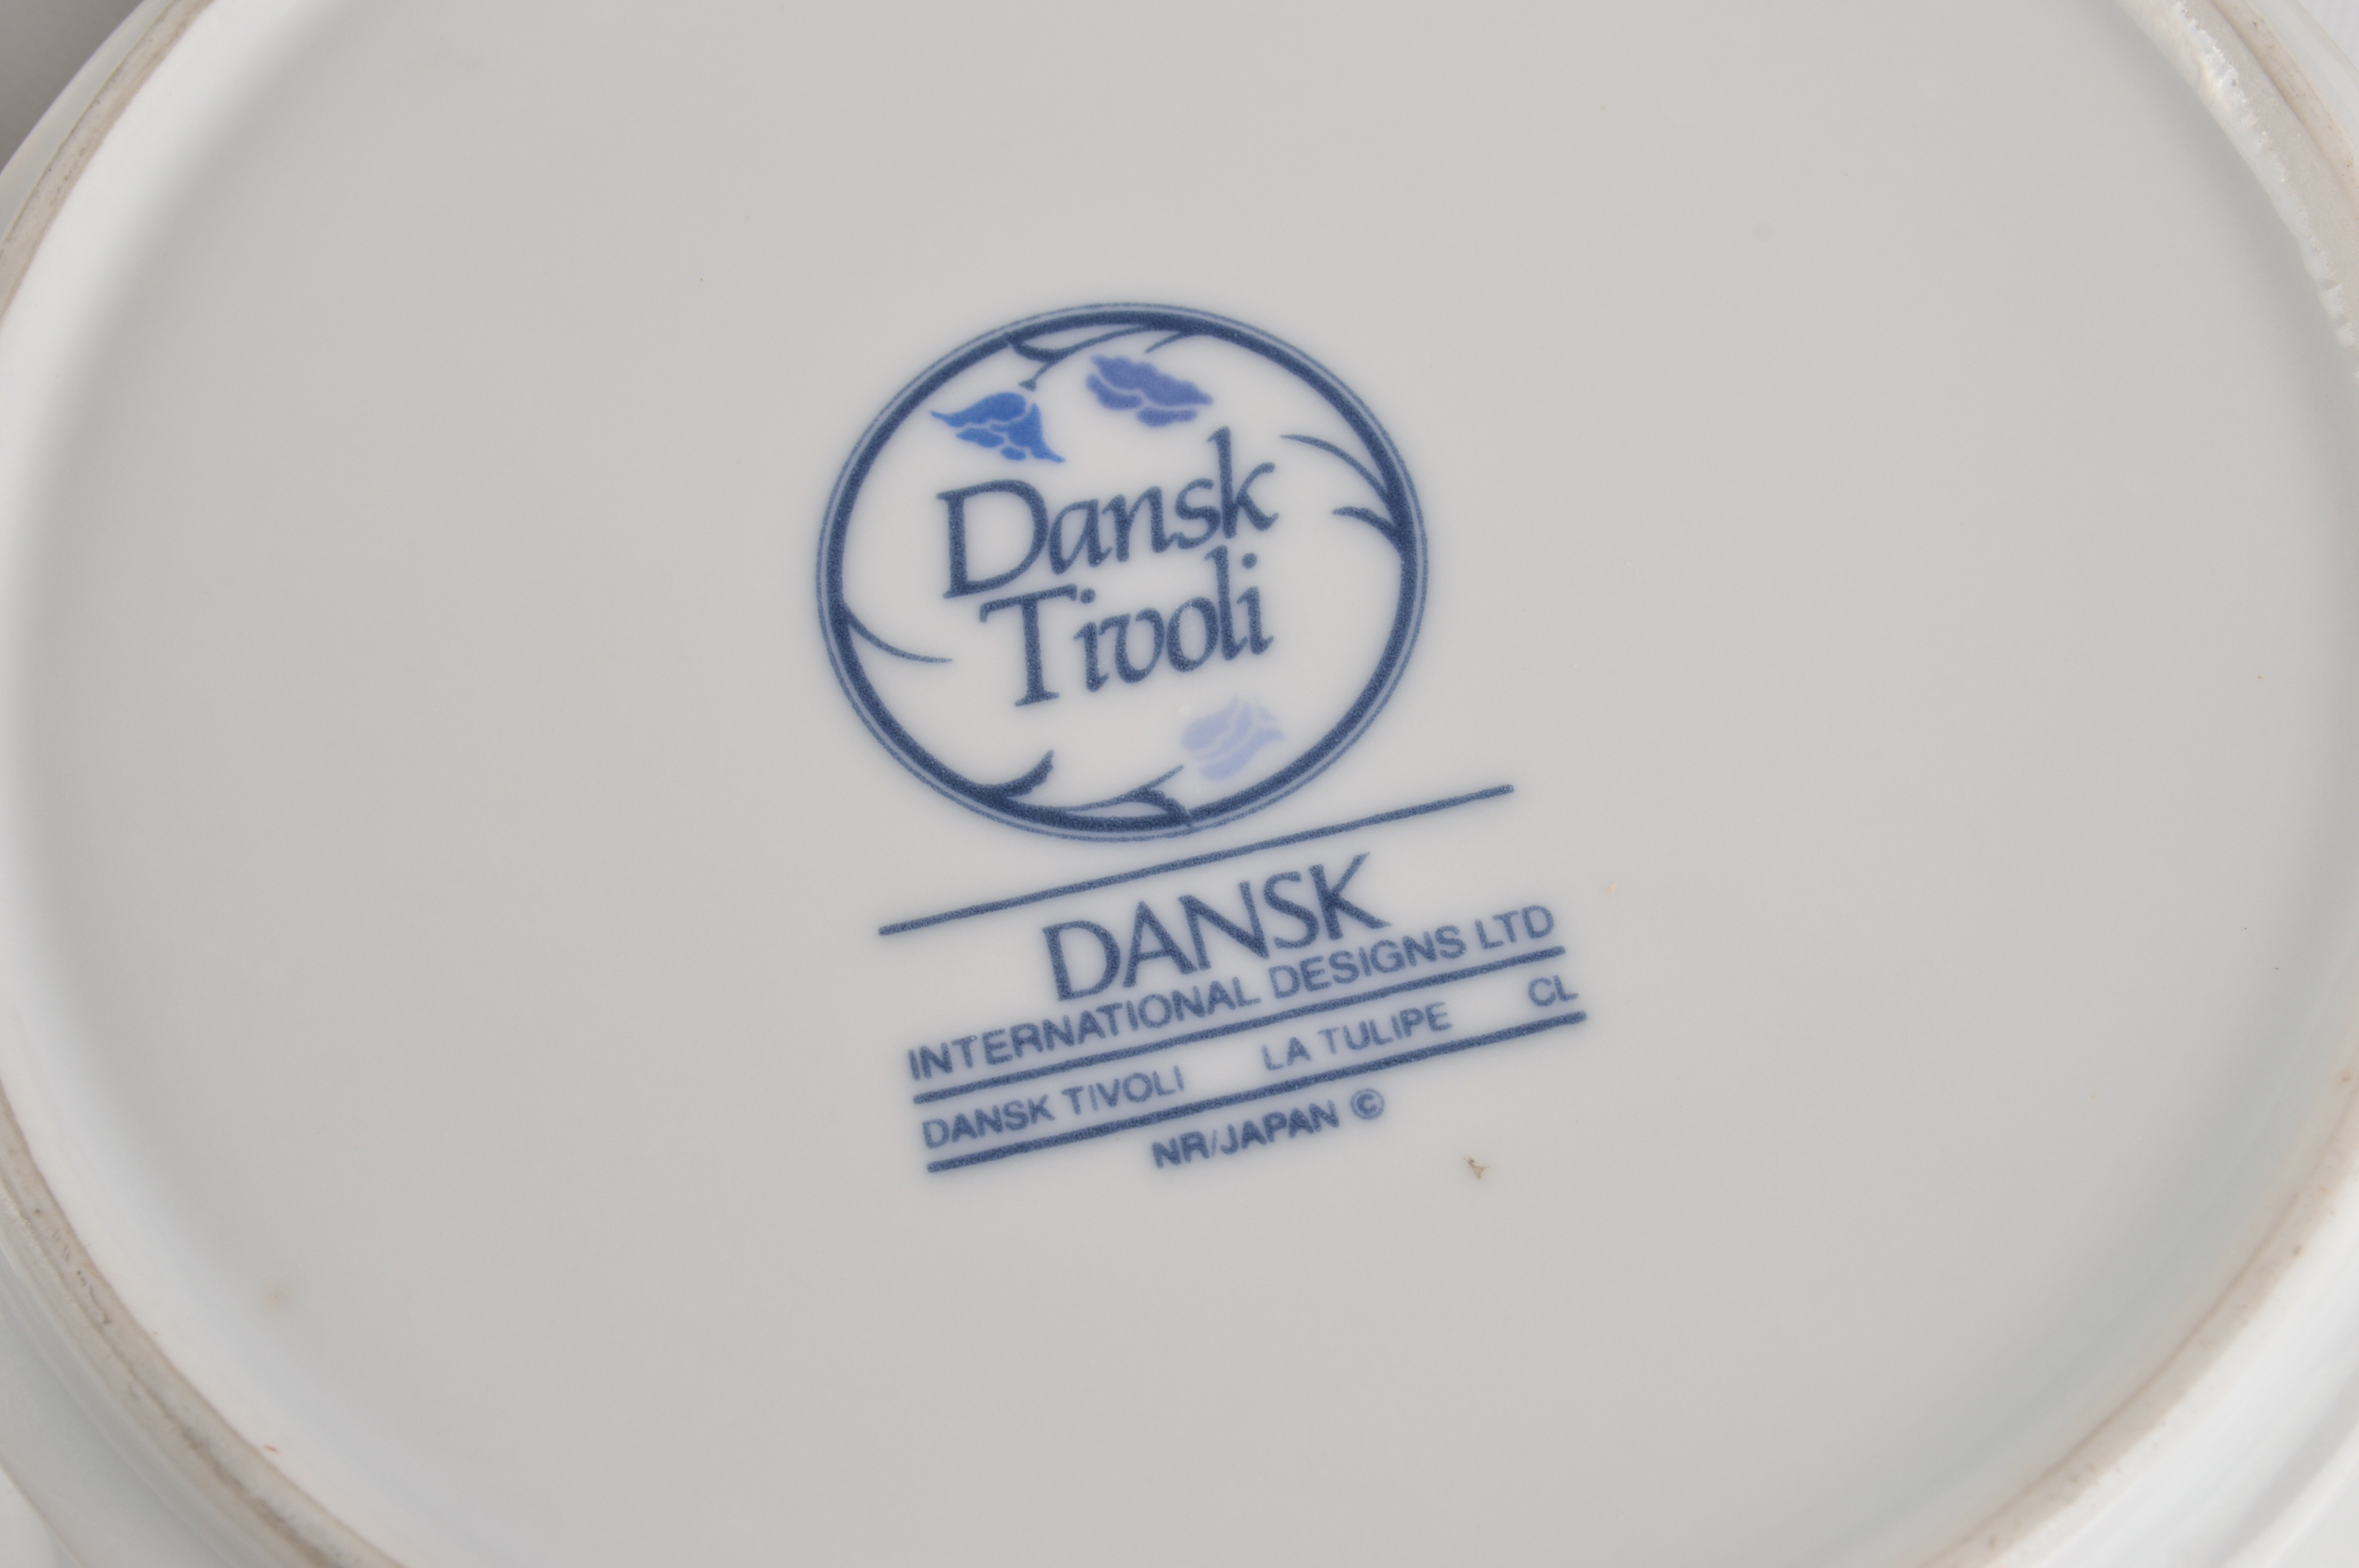 Dansk
Tivoli
DANSK
INTERNATIONAL DESIGNS LTD
DANSK TIVOLI LA TULIPE CL
NR/JAPAN ©